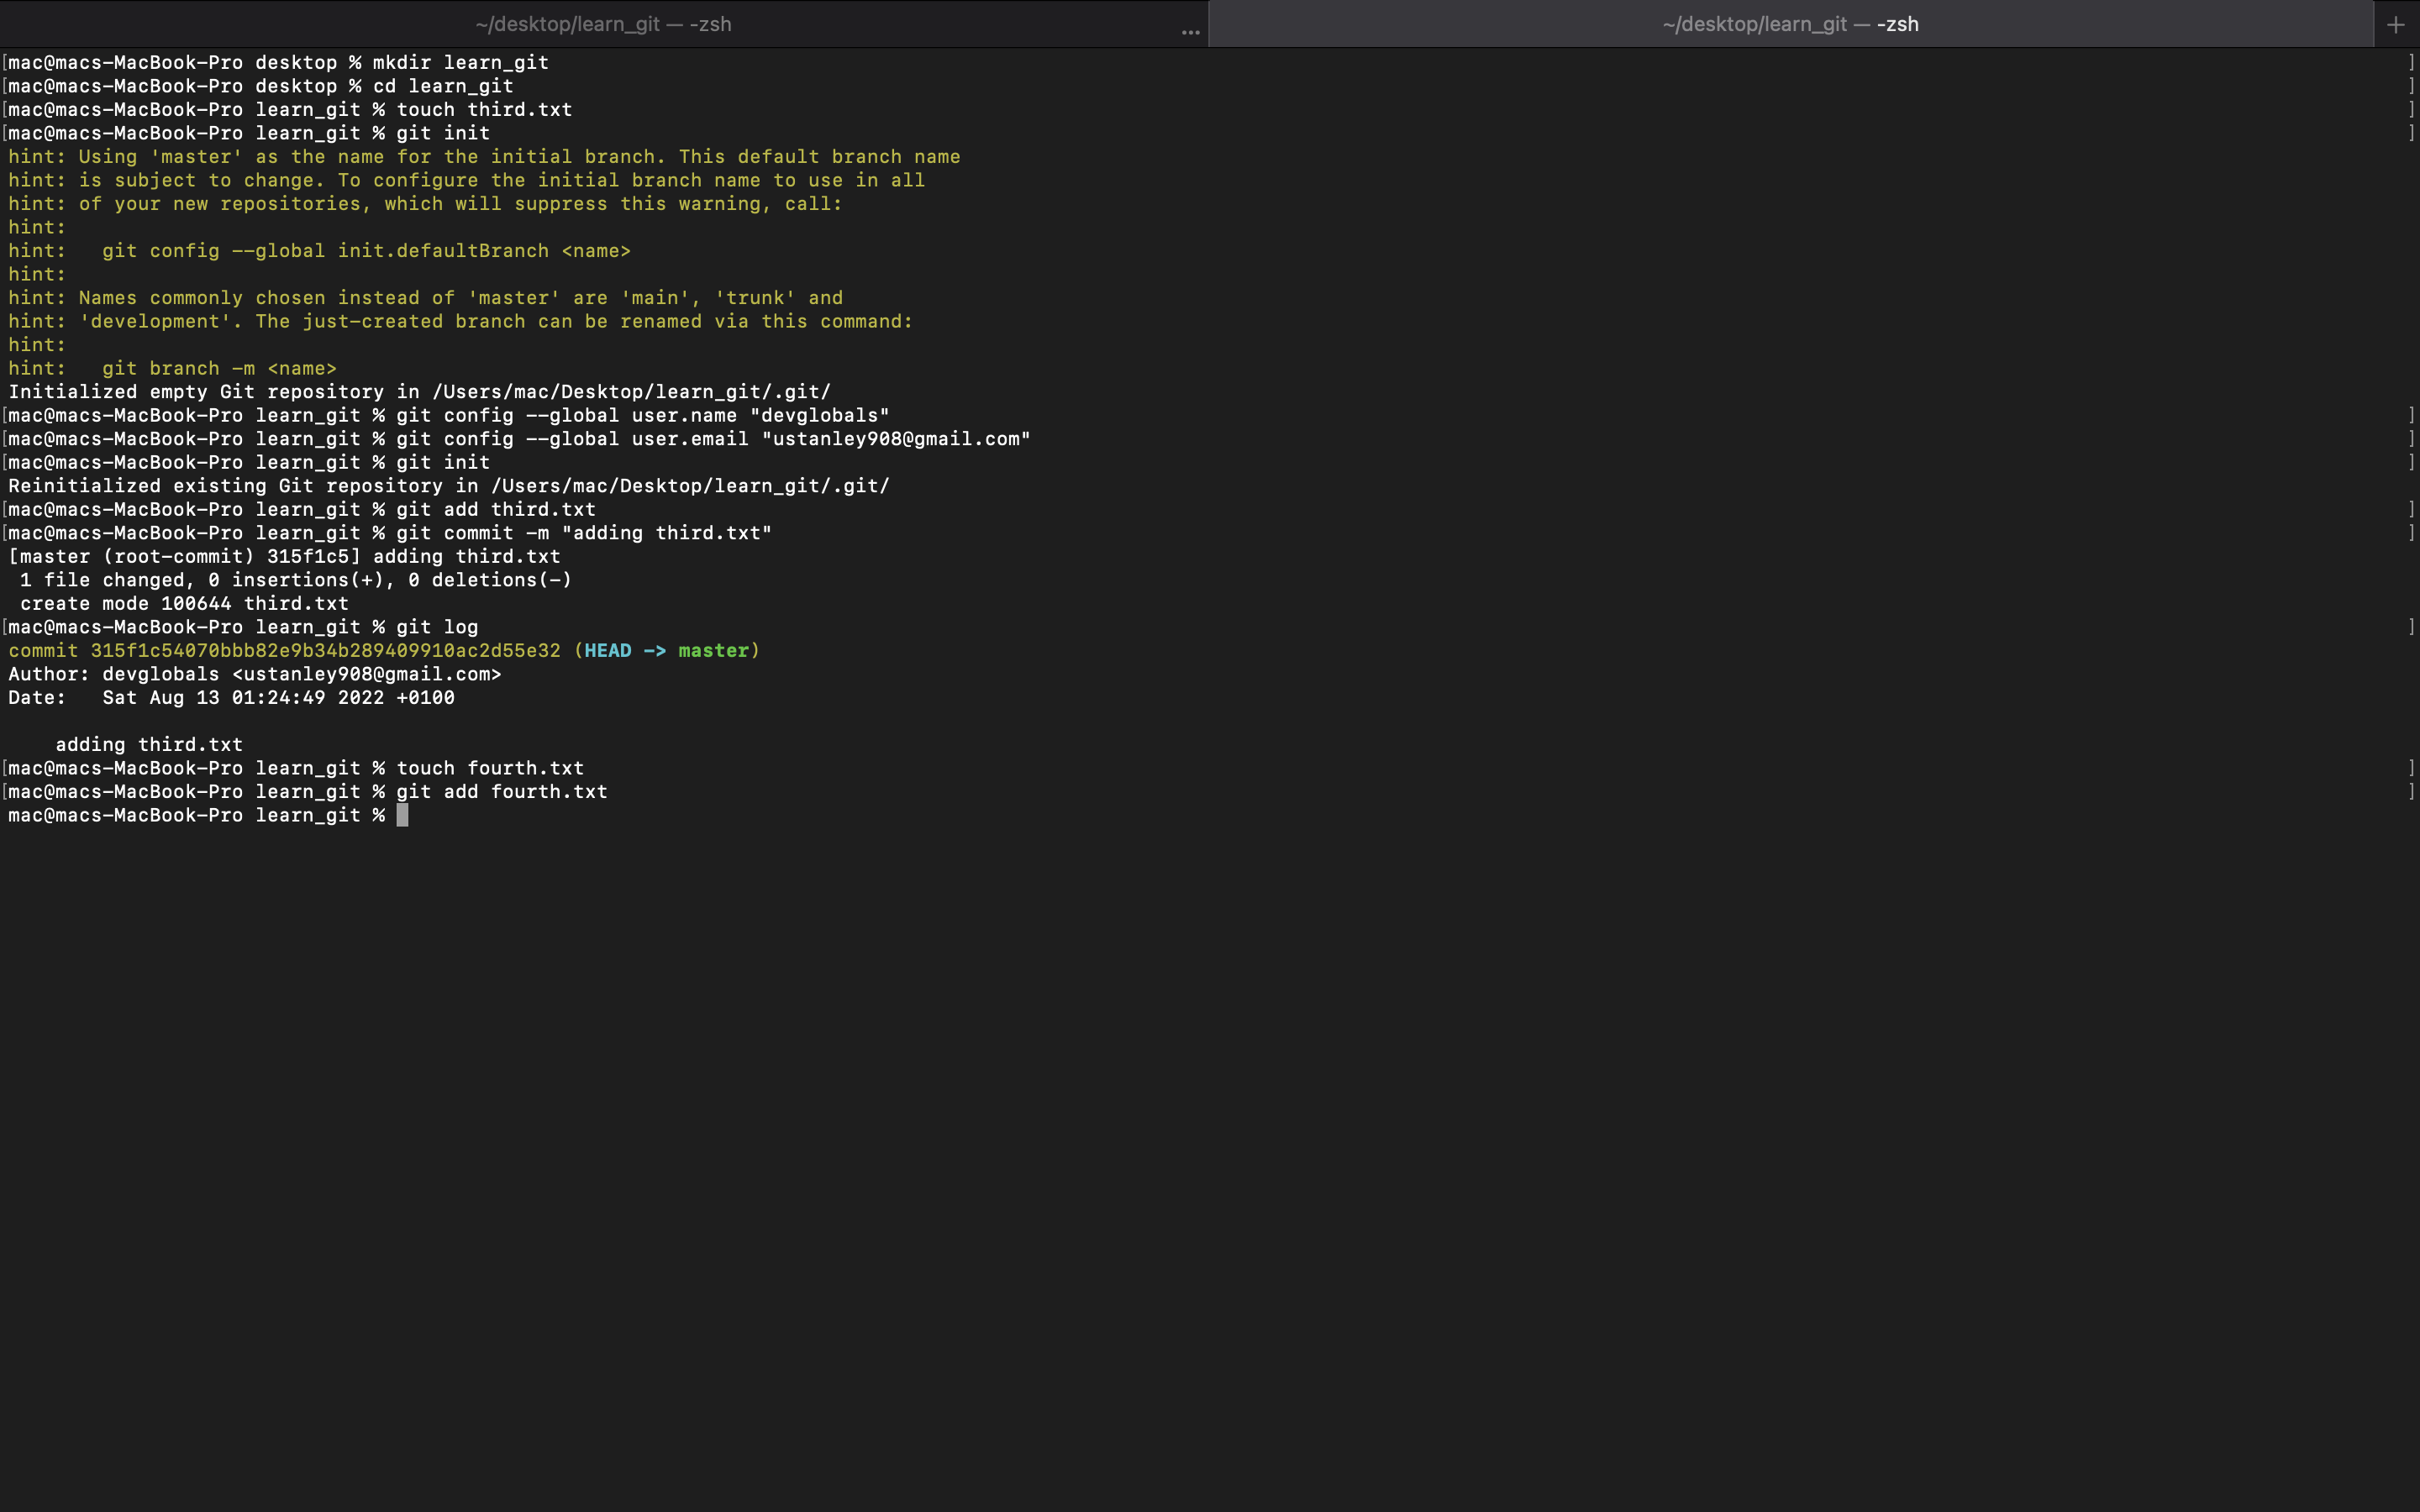 ~/desktop/learn_git — -zsh ... ~/desktop/learn_git — -zsh +
[mac@macs-MacBook-Pro desktop % mkdir learn_git ]
[mac@macs-MacBook-Pro desktop % cd learn_git ]
[mac@macs-MacBook-Pro learn_git % touch third.txt ]
[mac@macs-MacBook-Pro learn_git % git init ]
hint: Using 'master' as the name for the initial branch. This default branch name
hint: is subject to change. To configure the initial branch name to use in all
hint: of your new repositories, which will suppress this warning, call:
hint:
hint:   git config --global init.defaultBranch <name>
hint:
hint: Names commonly chosen instead of 'master' are 'main', 'trunk' and
hint: 'development'. The just-created branch can be renamed via this command:
hint:
hint:   git branch -m <name>
Initialized empty Git repository in /Users/mac/Desktop/learn_git/.git/
[mac@macs-MacBook-Pro learn_git % git config --global user.name "devglobals" ]
[mac@macs-MacBook-Pro learn_git % git config --global user.email "ustanley908@gmail.com" ]
[mac@macs-MacBook-Pro learn_git % git init ]
Reinitialized existing Git repository in /Users/mac/Desktop/learn_git/.git/
[mac@macs-MacBook-Pro learn_git % git add third.txt ]
[mac@macs-MacBook-Pro learn_git % git commit -m "adding third.txt" ]
[master (root-commit) 315f1c5] adding third.txt
 1 file changed, 0 insertions(+), 0 deletions(-)
 create mode 100644 third.txt
[mac@macs-MacBook-Pro learn_git % git log ]
commit 315f1c54070bbb82e9b34b289409910ac2d55e32 (HEAD -> master)
Author: devglobals <ustanley908@gmail.com>
Date:   Sat Aug 13 01:24:49 2022 +0100
    adding third.txt
[mac@macs-MacBook-Pro learn_git % touch fourth.txt ]
[mac@macs-MacBook-Pro learn_git % git add fourth.txt ]
mac@macs-MacBook-Pro learn_git %